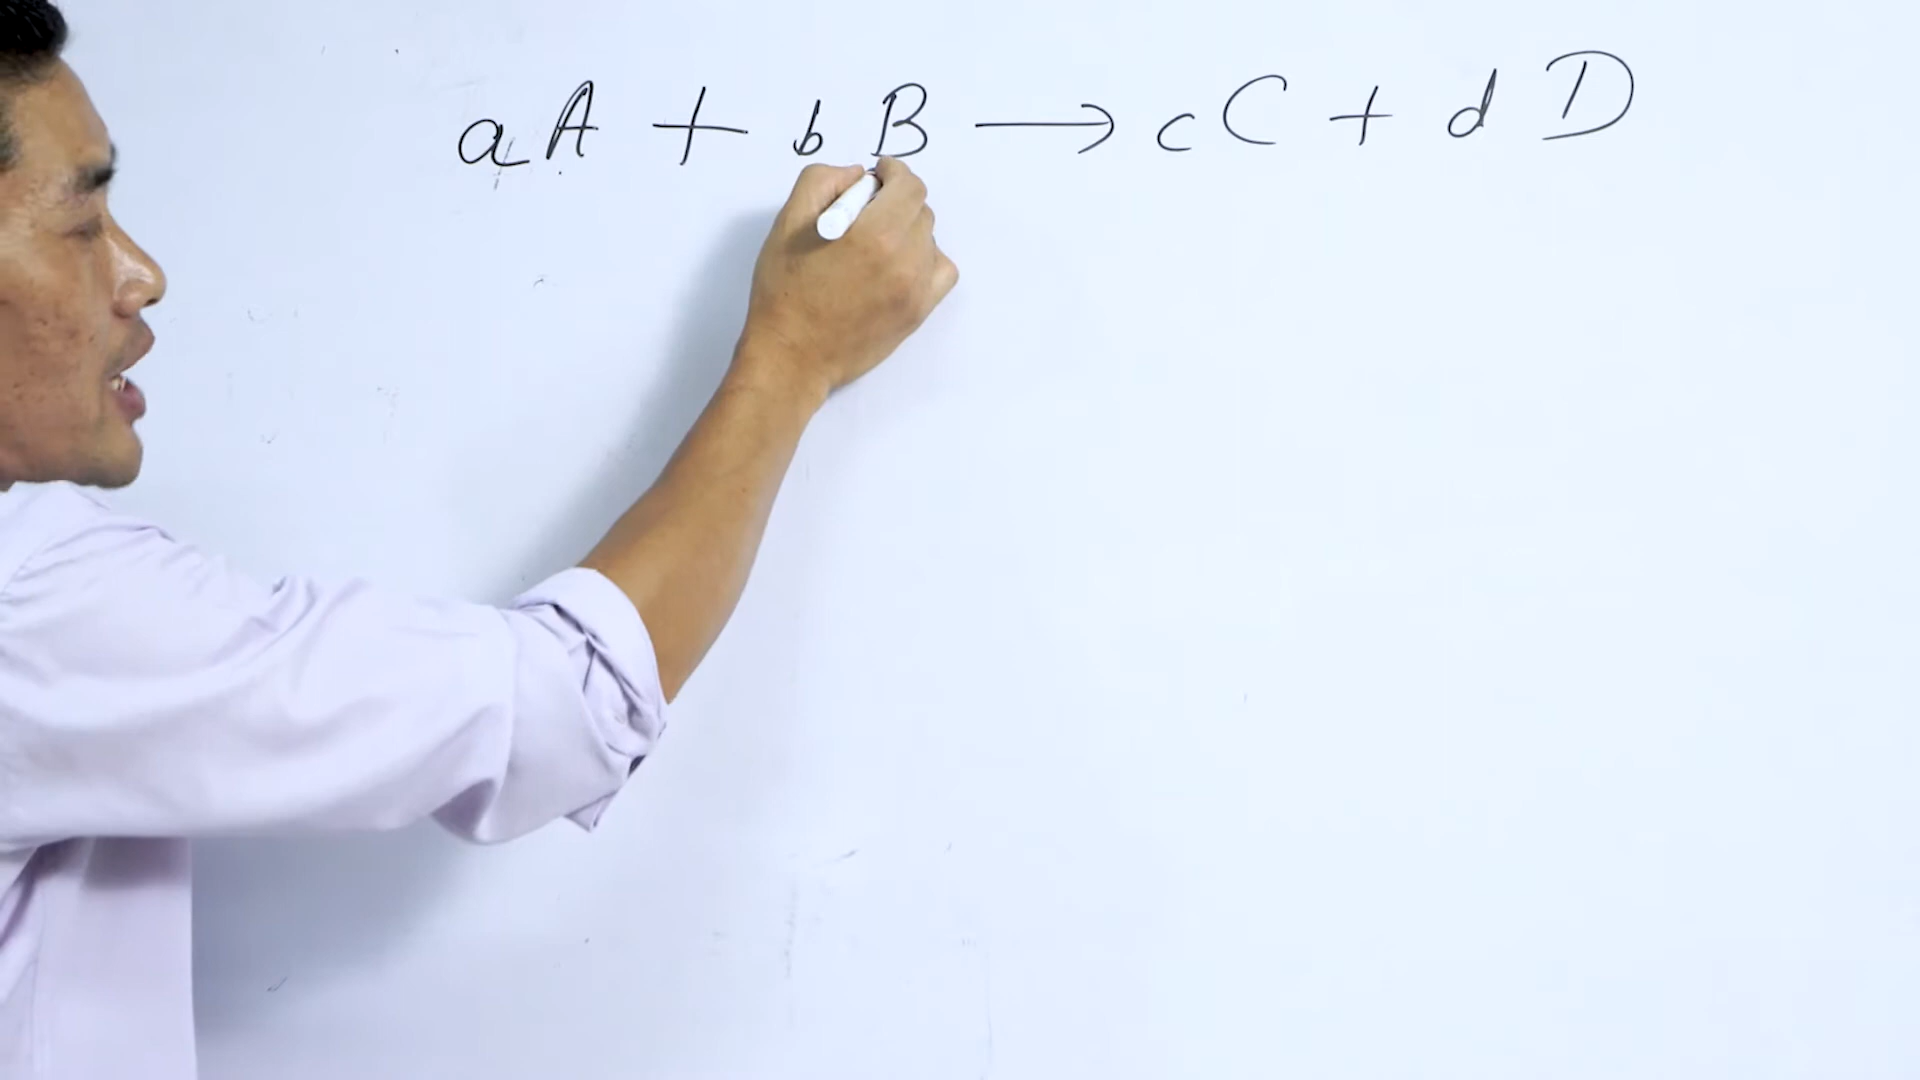 aA + bB → cC + dD